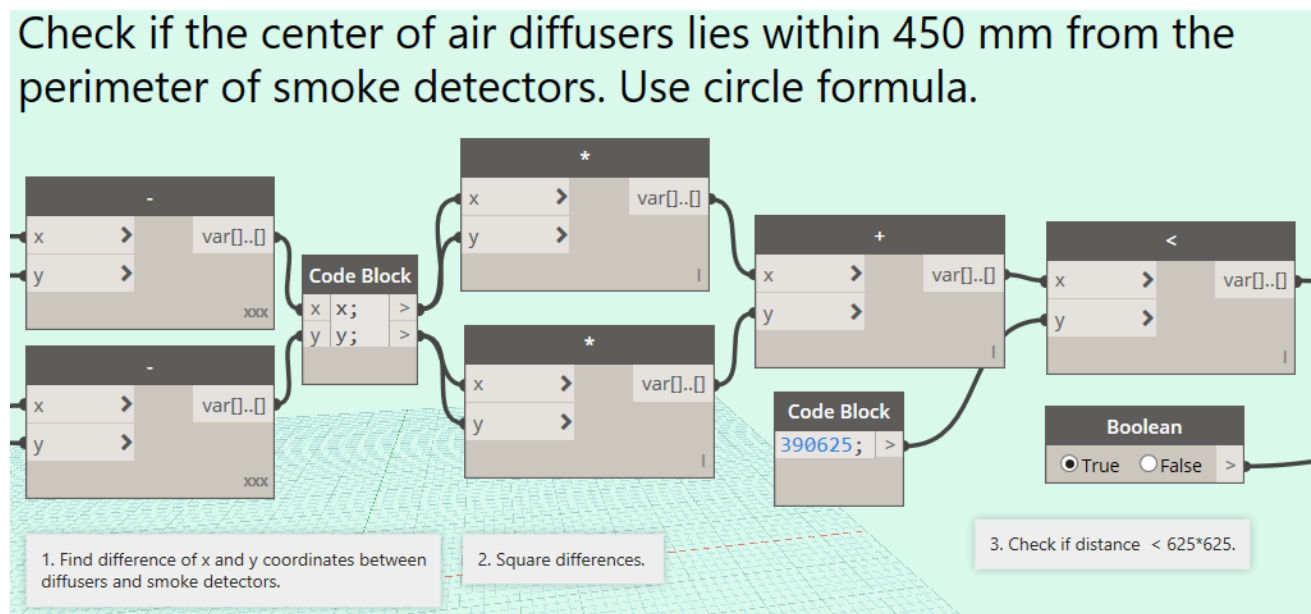 Check if the center of air diffusers lies within 450 mm from the
perimeter of smoke detectors. Use circle formula.
-
x > var[]..[]
y >
xxx
-
x > var[]..[]
y >
xxx
Code Block
x x; >
y y; >
*
x > var[]..[]
y >
l
*
x > var[]..[]
y >
l
+
x > var[]..[]
y >
l
Code Block
390625; >
<
x > var[]..[]
y >
l
Boolean
True False >
1. Find difference of x and y coordinates between
diffusers and smoke detectors.
2. Square differences.
3. Check if distance < 625*625.